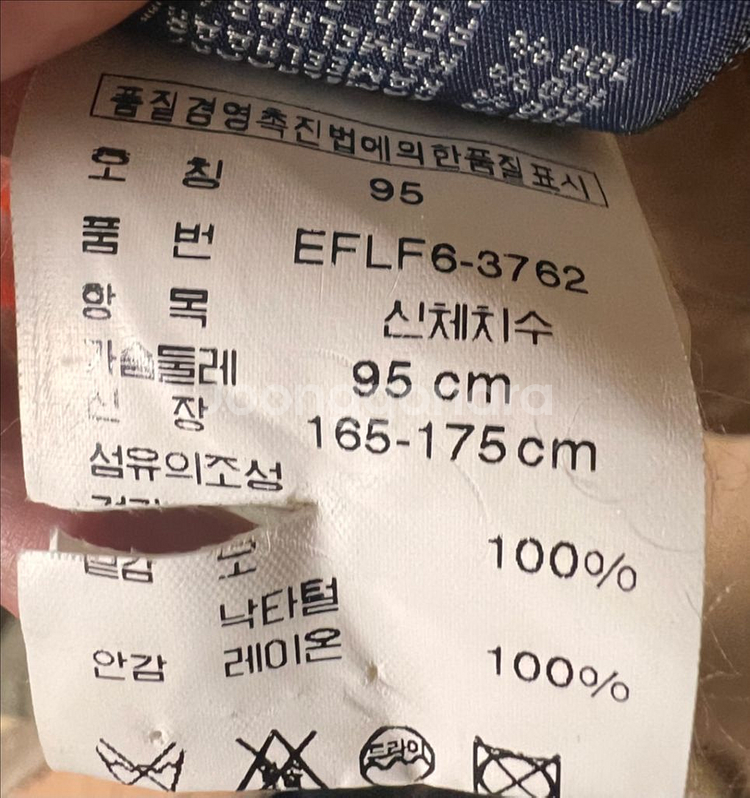 품질경영촉진법에의한품질표시
호 칭 95
품 번 EFLF6-3762
항 목 신체치수
가슴둘레 95 cm
신 장 165-175cm
섬유의조성
겉감 모 100%
낙타털
안감 레이온 100%
드라이